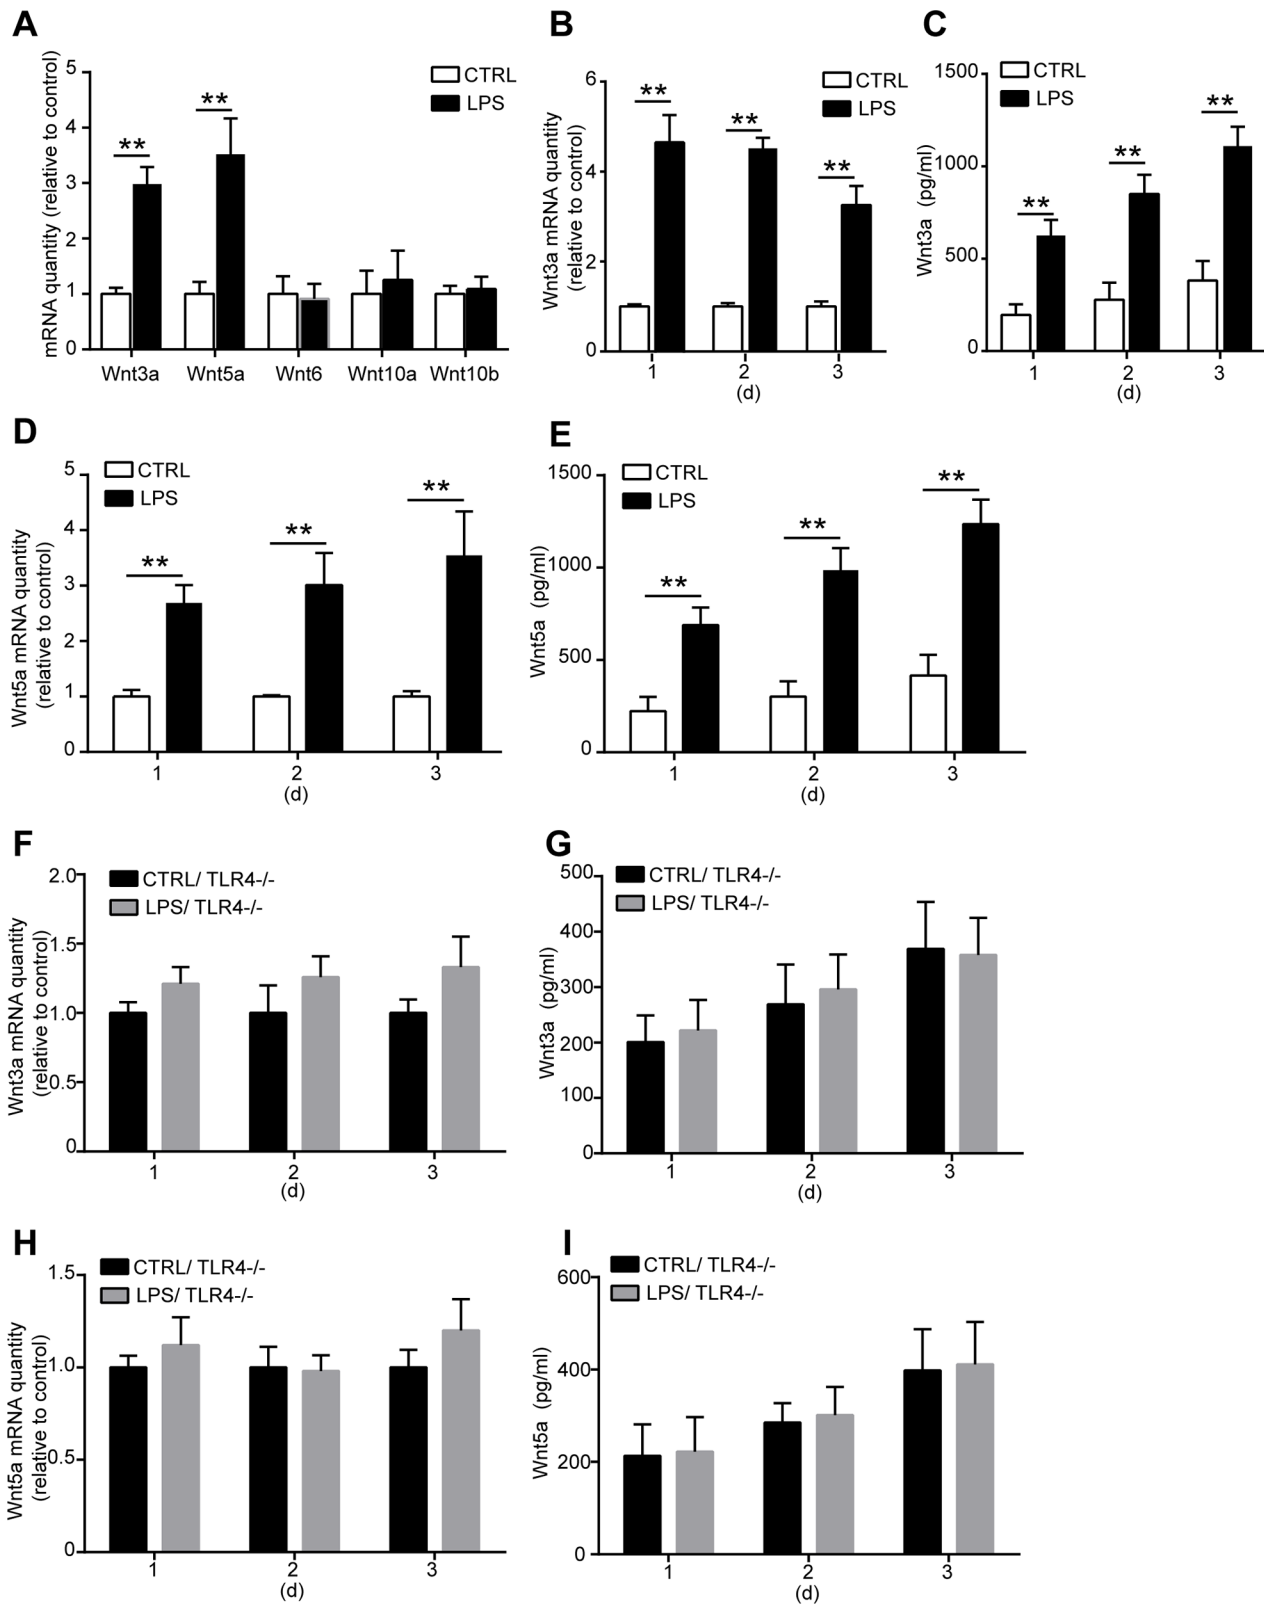 A
mRNA quantity (relative to control)
5
4
3
2
1
0
CTRL
LPS
**
**
Wnt3a Wnt5a Wnt6 Wnt10a Wnt10b
B
Wnt3a mRNA quantity
(relative to control)
6
4
2
0
CTRL
LPS
**
**
**
1 2 3
(d)
C
Wnt3a (pg/ml)
1500
1000
500
0
CTRL
LPS
**
**
**
1 2 3
(d)
D
Wnt5a mRNA quantity
(relative to control)
5
4
3
2
1
0
CTRL
LPS
**
**
**
1 2 3
(d)
E
Wnt5a (pg/ml)
1500
1000
500
0
CTRL
LPS
**
**
**
1 2 3
(d)
F
Wnt3a mRNA quantity
(relative to control)
2.0
1.5
1.0
0.5
0
CTRL/ TLR4-/-
LPS/ TLR4-/-
1 2 3
(d)
G
Wnt3a (pg/ml)
500
400
300
200
100
0
CTRL/ TLR4-/-
LPS/ TLR4-/-
1 2 3
(d)
H
Wnt5a mRNA quantity
(relative to control)
1.5
1.0
0.5
0
CTRL/ TLR4-/-
LPS/ TLR4-/-
1 2 3
(d)
I
Wnt5a (pg/ml)
600
400
200
0
CTRL/ TLR4-/-
LPS/ TLR4-/-
1 2 3
(d)